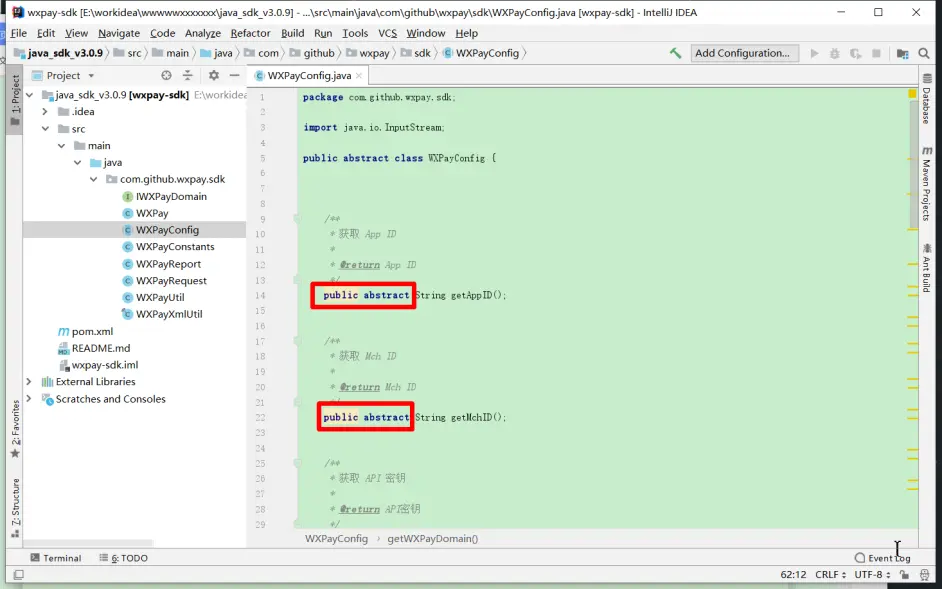 wxpay-sdk [E:\workidea\wwwwwxxxxxxx\java_sdk_v3.0.9] - ...\src\main\java\com\github\wxpay\sdk\WXPayConfig.java [wxpay-sdk] - IntelliJ IDEA
File Edit View Navigate Code Analyze Refactor Build Run Tools VCS Window Help
java_sdk_v3.0.9 src main java com github wxpay sdk WXPayConfig Add Configuration...
Project
WXPayConfig.java
1: Project
2: Favorites
7: Structure
java_sdk_v3.0.9 [wxpay-sdk] E:\workidea
.idea
src
main
java
com.github.wxpay.sdk
IWXPayDomain
WXPay
WXPayConfig
WXPayConstants
WXPayReport
WXPayRequest
WXPayUtil
WXPayXmlUtil
pom.xml
README.md
wxpay-sdk.iml
External Libraries
Scratches and Consoles
1 package com.github.wxpay.sdk;
2
3 import java.io.InputStream;
4
5 public abstract class WXPayConfig {
6
7
8
9 /**
10 * 获取 App ID
11 *
12 * @return App ID
13 */
14 public abstract String getAppID();
15
16
17 /**
18 * 获取 Mch ID
19 *
20 * @return Mch ID
21 */
22 public abstract String getMchID();
23
24
25 /**
26 * 获取 API 密钥
27 *
28 * @return API密钥
29 */
WXPayConfig › getWXPayDomain()
Database
Maven Projects
Ant Build
Terminal 6: TODO Event Log
62:12 CRLF UTF-8